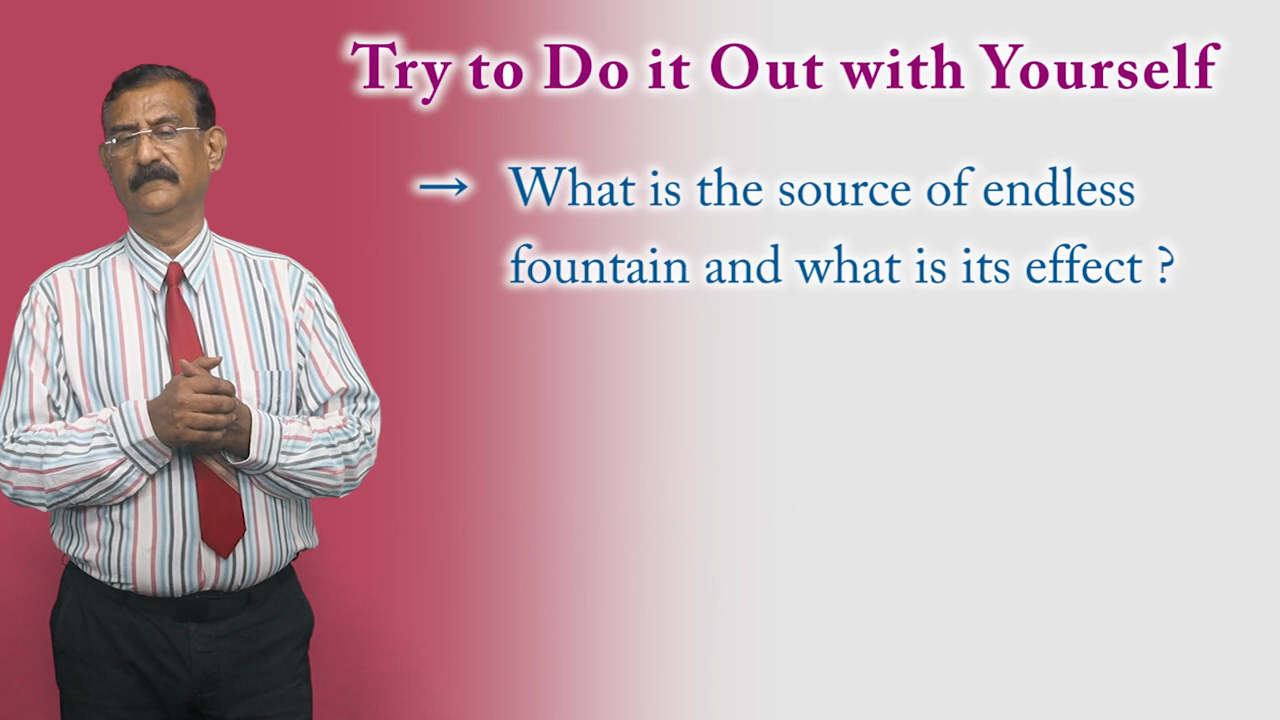 Try to Do it Out with Yourself
→ What is the source of endless
fountain and what is its effect ?